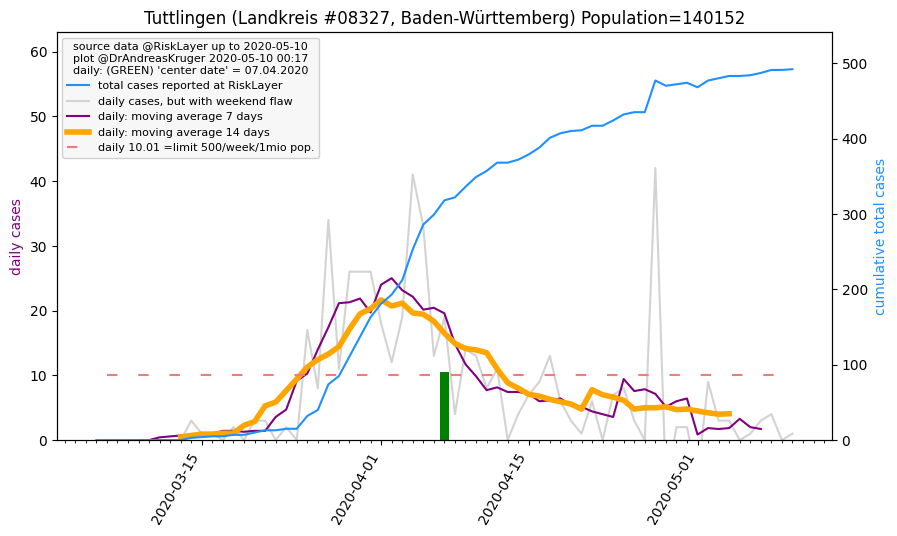 Tuttlingen (Landkreis #08327, Baden-Württemberg) Population=140152
source data @RiskLayer up to 2020-05-10
plot @DrAndreasKruger 2020-05-10 00:17
daily: (GREEN) 'center date' = 07.04.2020
total cases reported at RiskLayer
daily cases, but with weekend flaw
daily: moving average 7 days
daily: moving average 14 days
daily 10.01 =limit 500/week/1mio pop.
daily cases
60
50
40
30
20
10
0
cumulative total cases
500
400
300
200
100
0
2020-03-15
2020-04-01
2020-04-15
2020-05-01